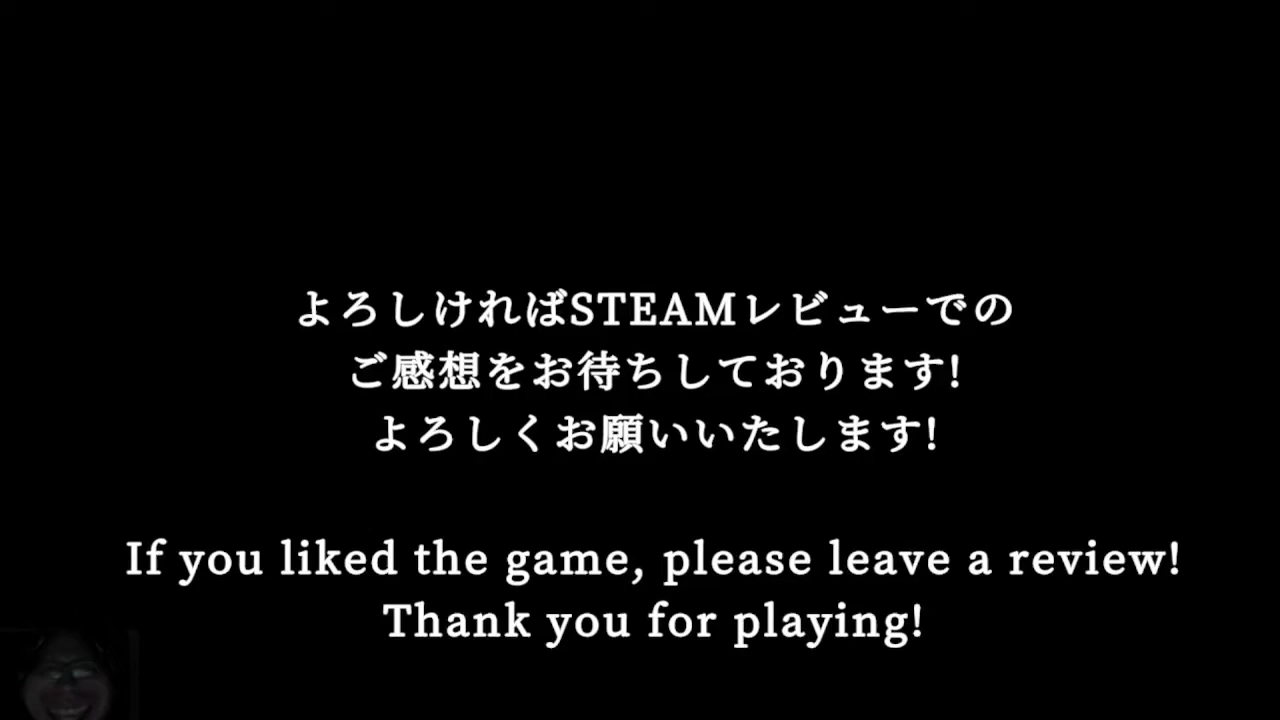 よろしければSTEAMレビューでの
ご感想をお待ちしております!
よろしくお願いいたします!
If you liked the game, please leave a review!
Thank you for playing!